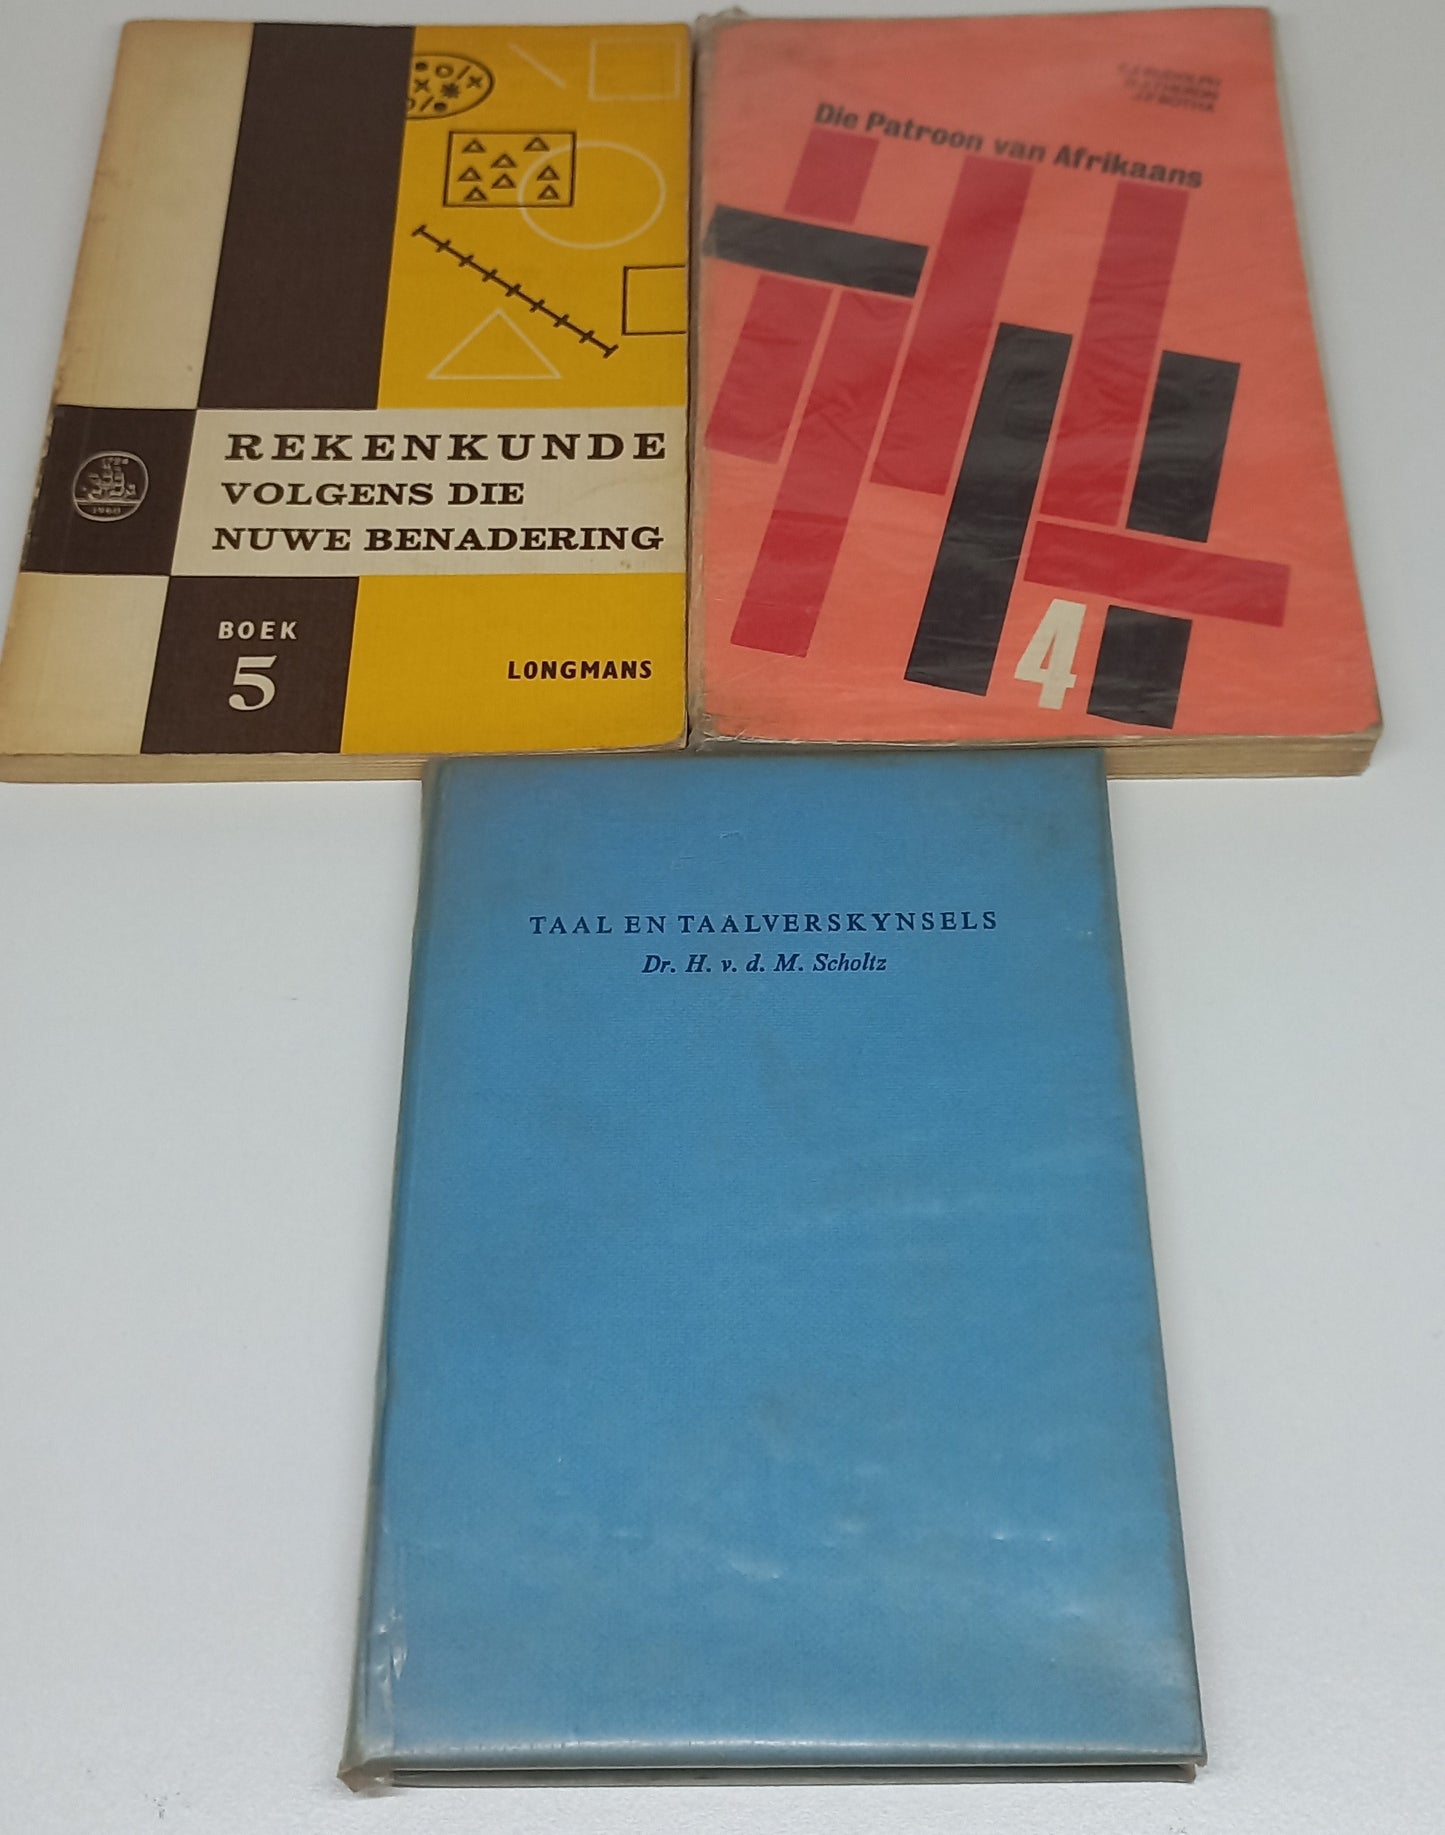 REKENKUNDE
VOLGENS DIE
NUWE BENADERING
BOEK
5
LONGMANS
Die Patroon van Afrikaans
4
TAAL EN TAALVERSKYNSELS
Dr. H. v. d. M. Scholtz